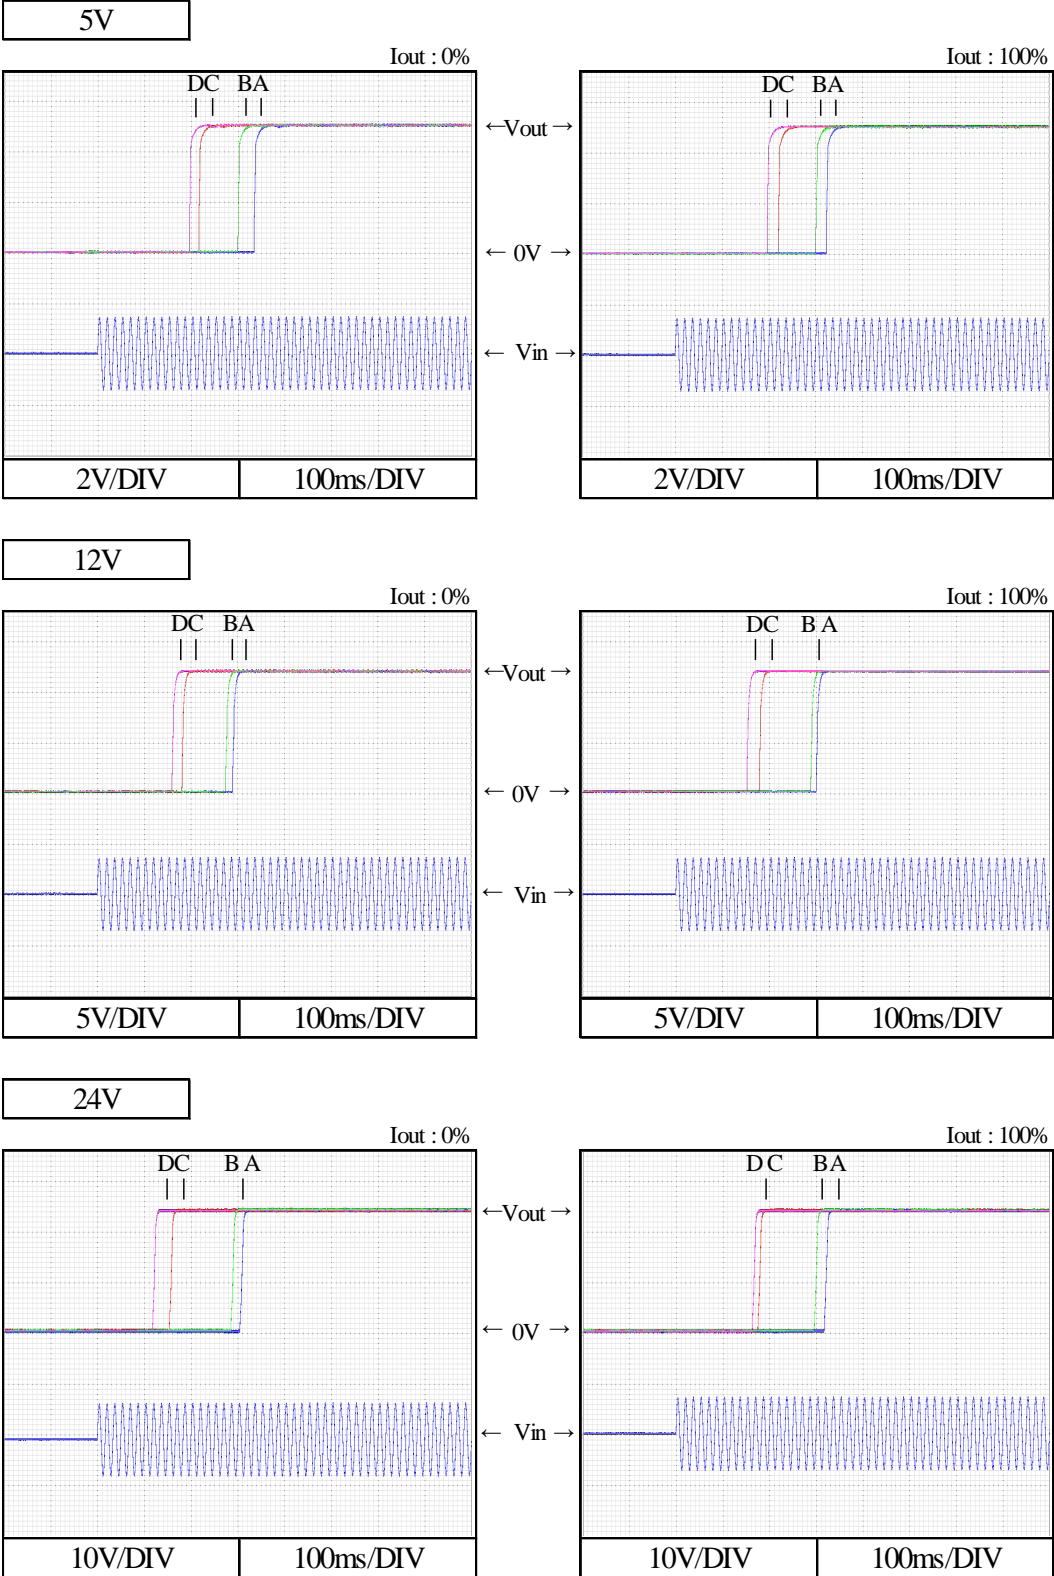 5V
Iout : 0% Iout : 100%
DC BA DC BA
←Vout→
← 0V →
← Vin →
2V/DIV 100ms/DIV 2V/DIV 100ms/DIV
12V
Iout : 0% Iout : 100%
DC BA DC B A
←Vout→
← 0V →
← Vin →
5V/DIV 100ms/DIV 5V/DIV 100ms/DIV
24V
Iout : 0% Iout : 100%
DC B A D C BA
←Vout→
← 0V →
← Vin →
10V/DIV 100ms/DIV 10V/DIV 100ms/DIV